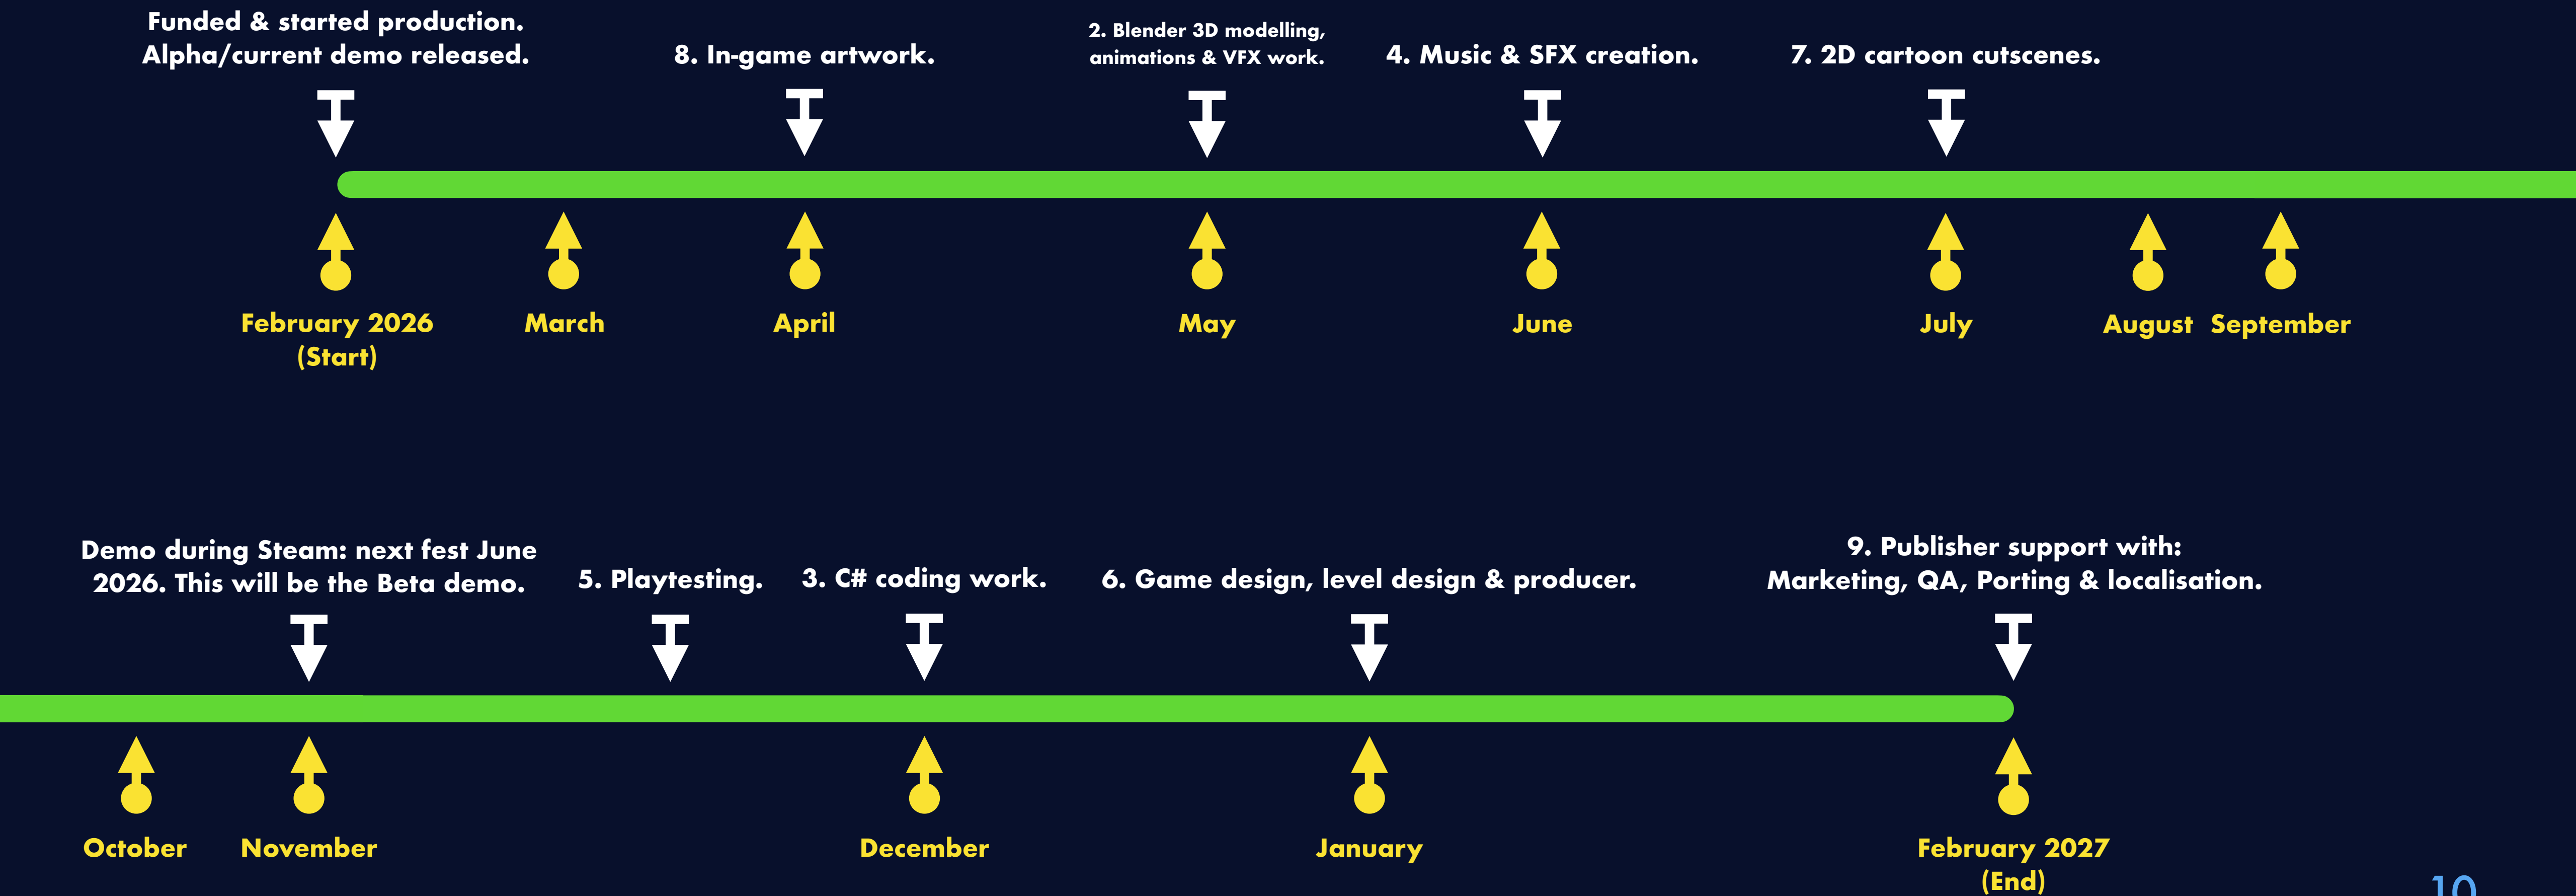 Funded & started production.
Alpha/current demo released.
8. In-game artwork.
2. Blender 3D modelling,
animations & VFX work.
4. Music & SFX creation.
7. 2D cartoon cutscenes.
February 2026
(Start)
March
April
May
June
July
August
September
Demo during Steam: next fest June
2026. This will be the Beta demo.
5. Playtesting.
3. C# coding work.
6. Game design, level design & producer.
9. Publisher support with:
Marketing, QA, Porting & localisation.
October
November
December
January
February 2027
(End)
10